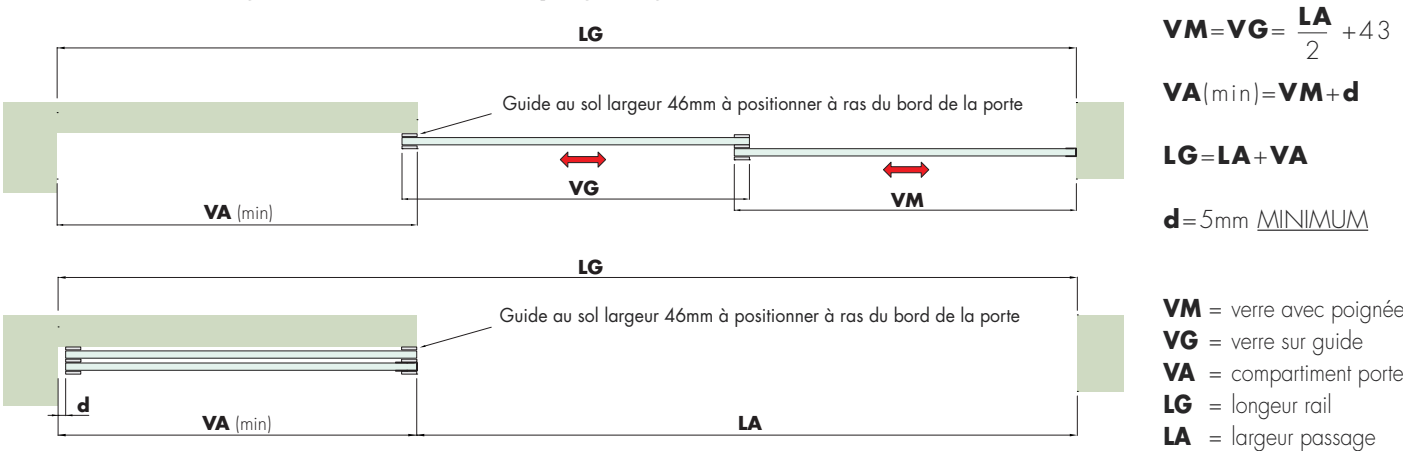 LG
Guide au sol largeur 46mm à positionner à ras du bord de la porte
VG
VM
VA (min)
LG
Guide au sol largeur 46mm à positionner à ras du bord de la porte
d
VA (min)
LA
VM=VG= LA/2 +43
VA(min)=VM+d
LG=LA+VA
d=5mm MINIMUM
VM = verre avec poignée
VG = verre sur guide
VA = compartiment porte
LG = longeur rail
LA = largeur passage